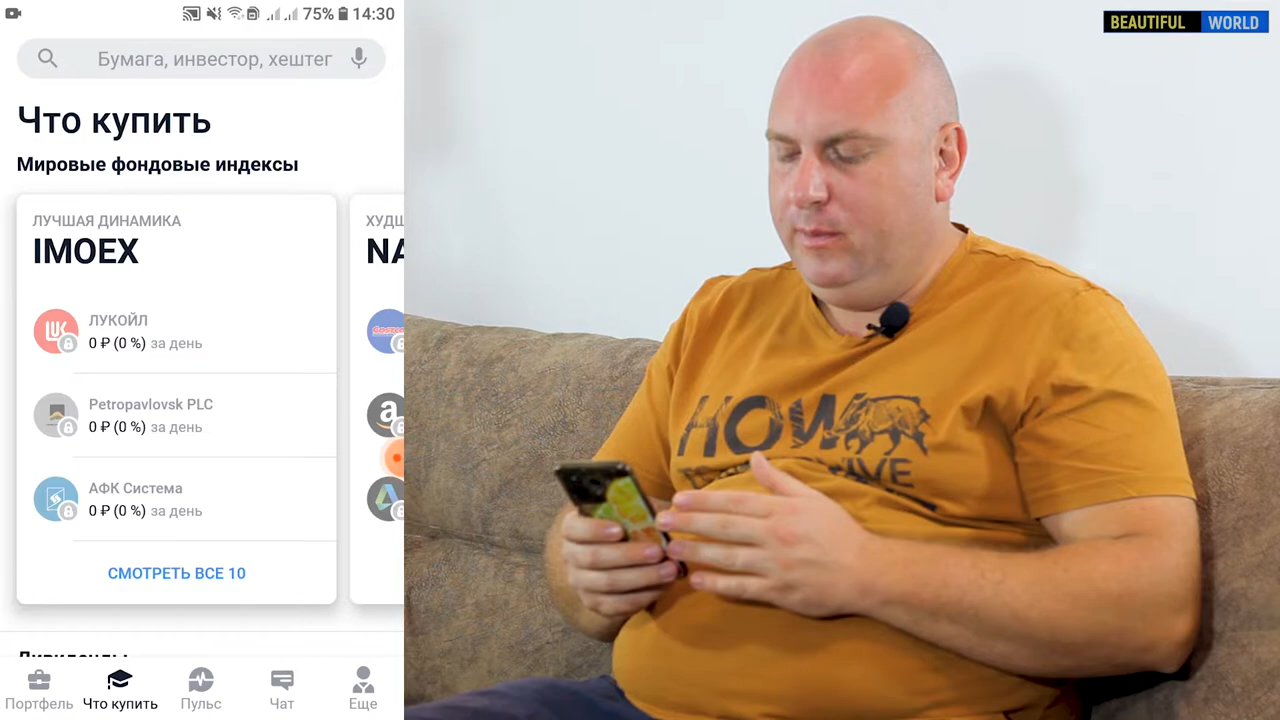 75% 14:30
Бумага, инвестор, хештег
Что купить
Мировые фондовые индексы
ЛУЧШАЯ ДИНАМИКА
IMOEX
ЛУКОЙЛ
0 ₽ (0 %) за день
Petropavlovsk PLC
0 ₽ (0 %) за день
АФК Система
0 ₽ (0 %) за день
СМОТРЕТЬ ВСЕ 10
ХУДШ
NA
a
Портфель
Что купить
Пульс
Чат
Еще
BEAUTIFUL WORLD
HOW